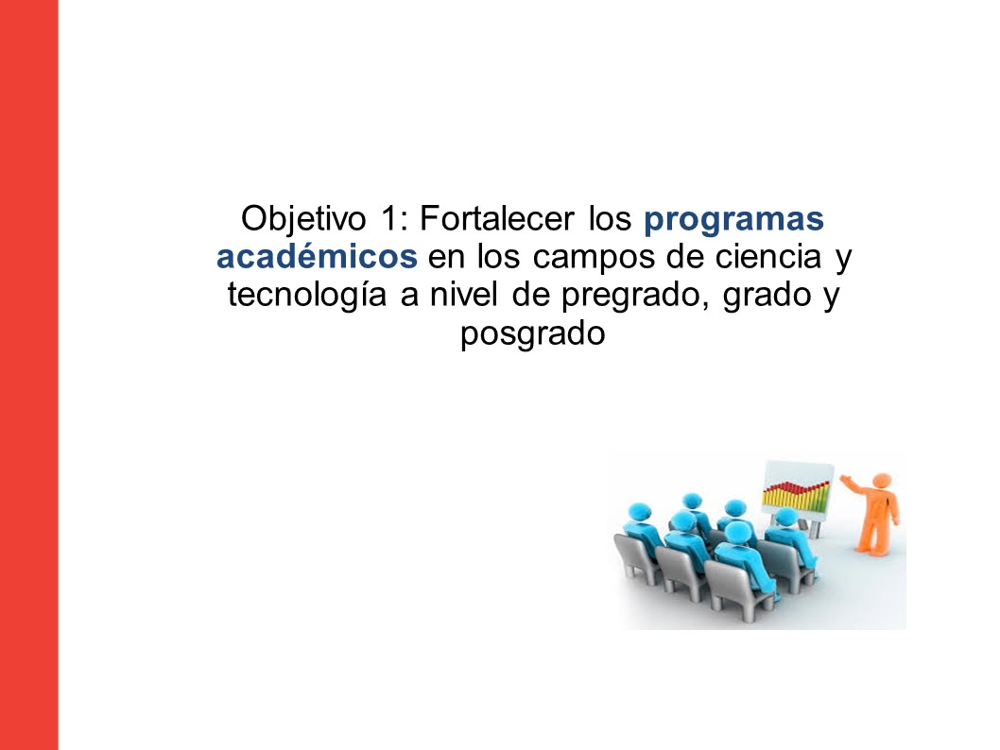 Objetivo 1: Fortalecer los programas
académicos en los campos de ciencia y
tecnología a nivel de pregrado, grado y
posgrado